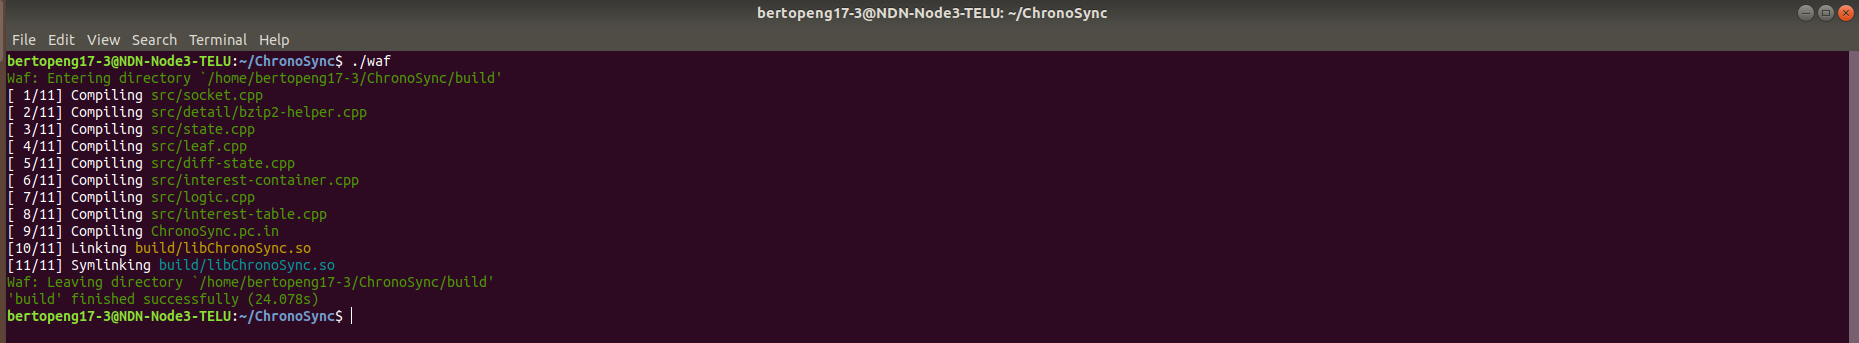 bertopeng17-3@NDN-Node3-TELU: ~/ChronoSync
File Edit View Search Terminal Help
bertopeng17-3@NDN-Node3-TELU:~/ChronoSync$ ./waf
Waf: Entering directory `/home/bertopeng17-3/ChronoSync/build'
[ 1/11] Compiling src/socket.cpp
[ 2/11] Compiling src/detail/bzip2-helper.cpp
[ 3/11] Compiling src/state.cpp
[ 4/11] Compiling src/leaf.cpp
[ 5/11] Compiling src/diff-state.cpp
[ 6/11] Compiling src/interest-container.cpp
[ 7/11] Compiling src/logic.cpp
[ 8/11] Compiling src/interest-table.cpp
[ 9/11] Compiling ChronoSync.pc.in
[10/11] Linking build/libChronoSync.so
[11/11] Symlinking build/libChronoSync.so
Waf: Leaving directory `/home/bertopeng17-3/ChronoSync/build'
'build' finished successfully (24.078s)
bertopeng17-3@NDN-Node3-TELU:~/ChronoSync$